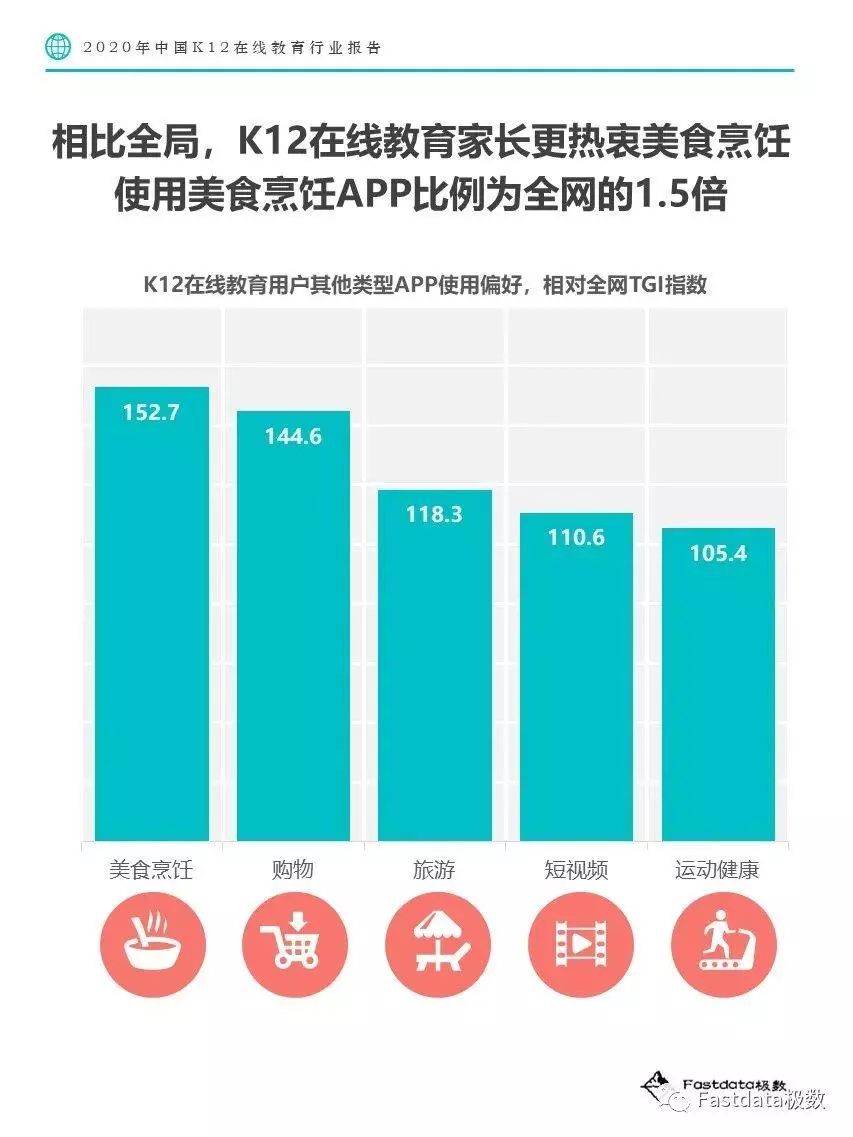 2020年中国K12在线教育行业报告
相比全局，K12在线教育家长更热衷美食烹饪
使用美食烹饪APP比例为全网的1.5倍
K12在线教育用户其他类型APP使用偏好，相对全网TGI指数
152.7
144.6
118.3
110.6
105.4
美食烹饪 购物 旅游 短视频 运动健康
Fastdata极数
Fastdata极数